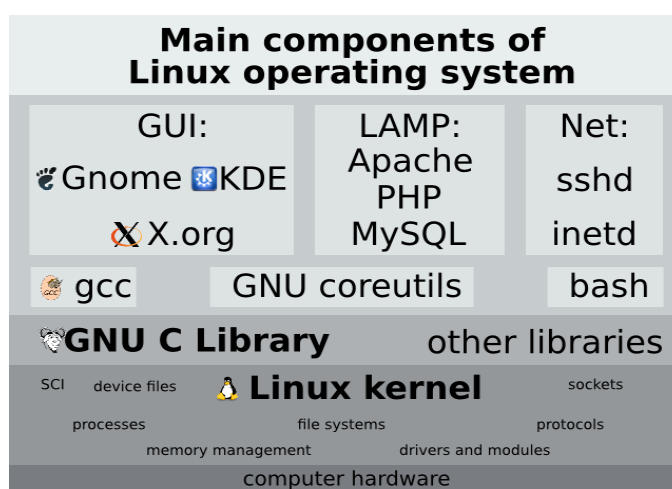 Main components of
Linux operating system
GUI:
Gnome KDE
X.org
LAMP:
Apache
PHP
MySQL
Net:
sshd
inetd
GCC gcc
GNU coreutils
bash
GNU C Library
other libraries
SCI device files Linux kernel sockets
processes file systems protocols
memory management drivers and modules
computer hardware